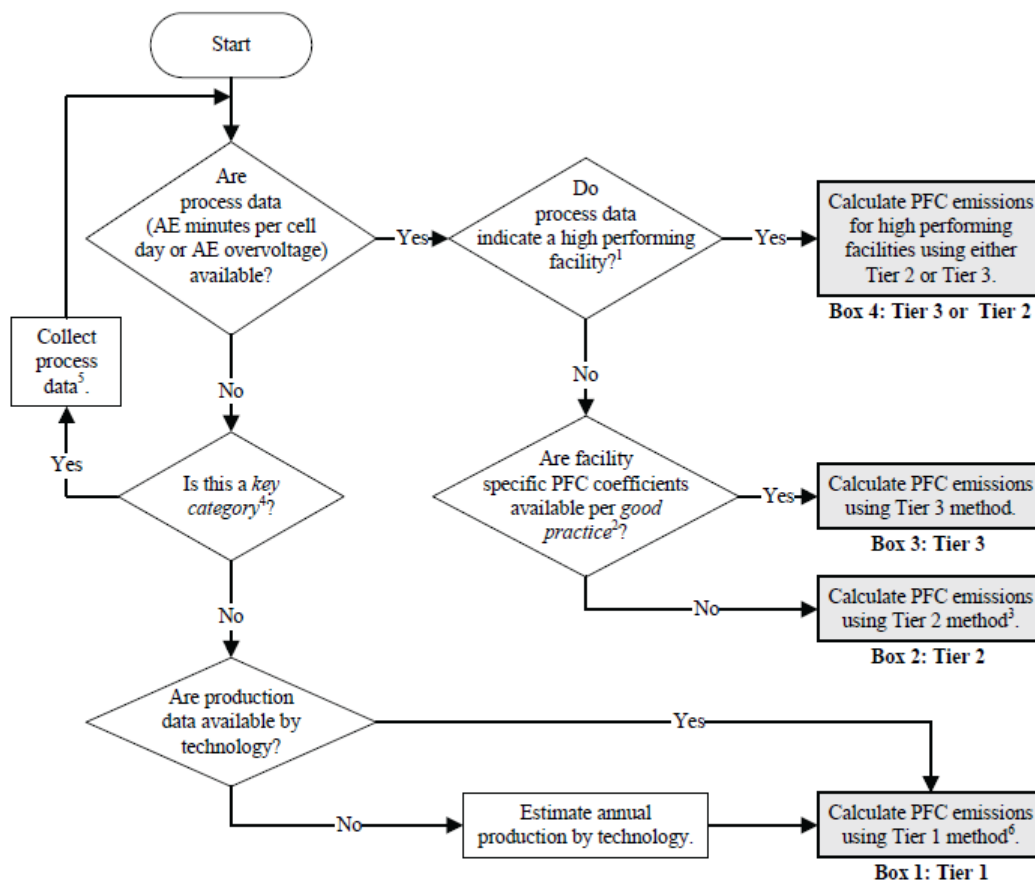 Start
Are
process data
(AE minutes per cell
day or AE overvoltage)
available?
Yes
Do
process data
indicate a high performing
facility?1
Yes
Calculate PFC emissions
for high performing
facilities using either
Tier 2 or Tier 3.
Box 4: Tier 3 or Tier 2
Collect
process
data5.
No
No
Yes
Is this a key
category4?
Are facility
specific PFC coefficients
available per good
practice2?
Yes
Calculate PFC emissions
using Tier 3 method.
Box 3: Tier 3
No
Calculate PFC emissions
using Tier 2 method3.
Box 2: Tier 2
No
Are production
data available by
technology?
Yes
No
Estimate annual
production by technology.
Calculate PFC emissions
using Tier 1 method6.
Box 1: Tier 1